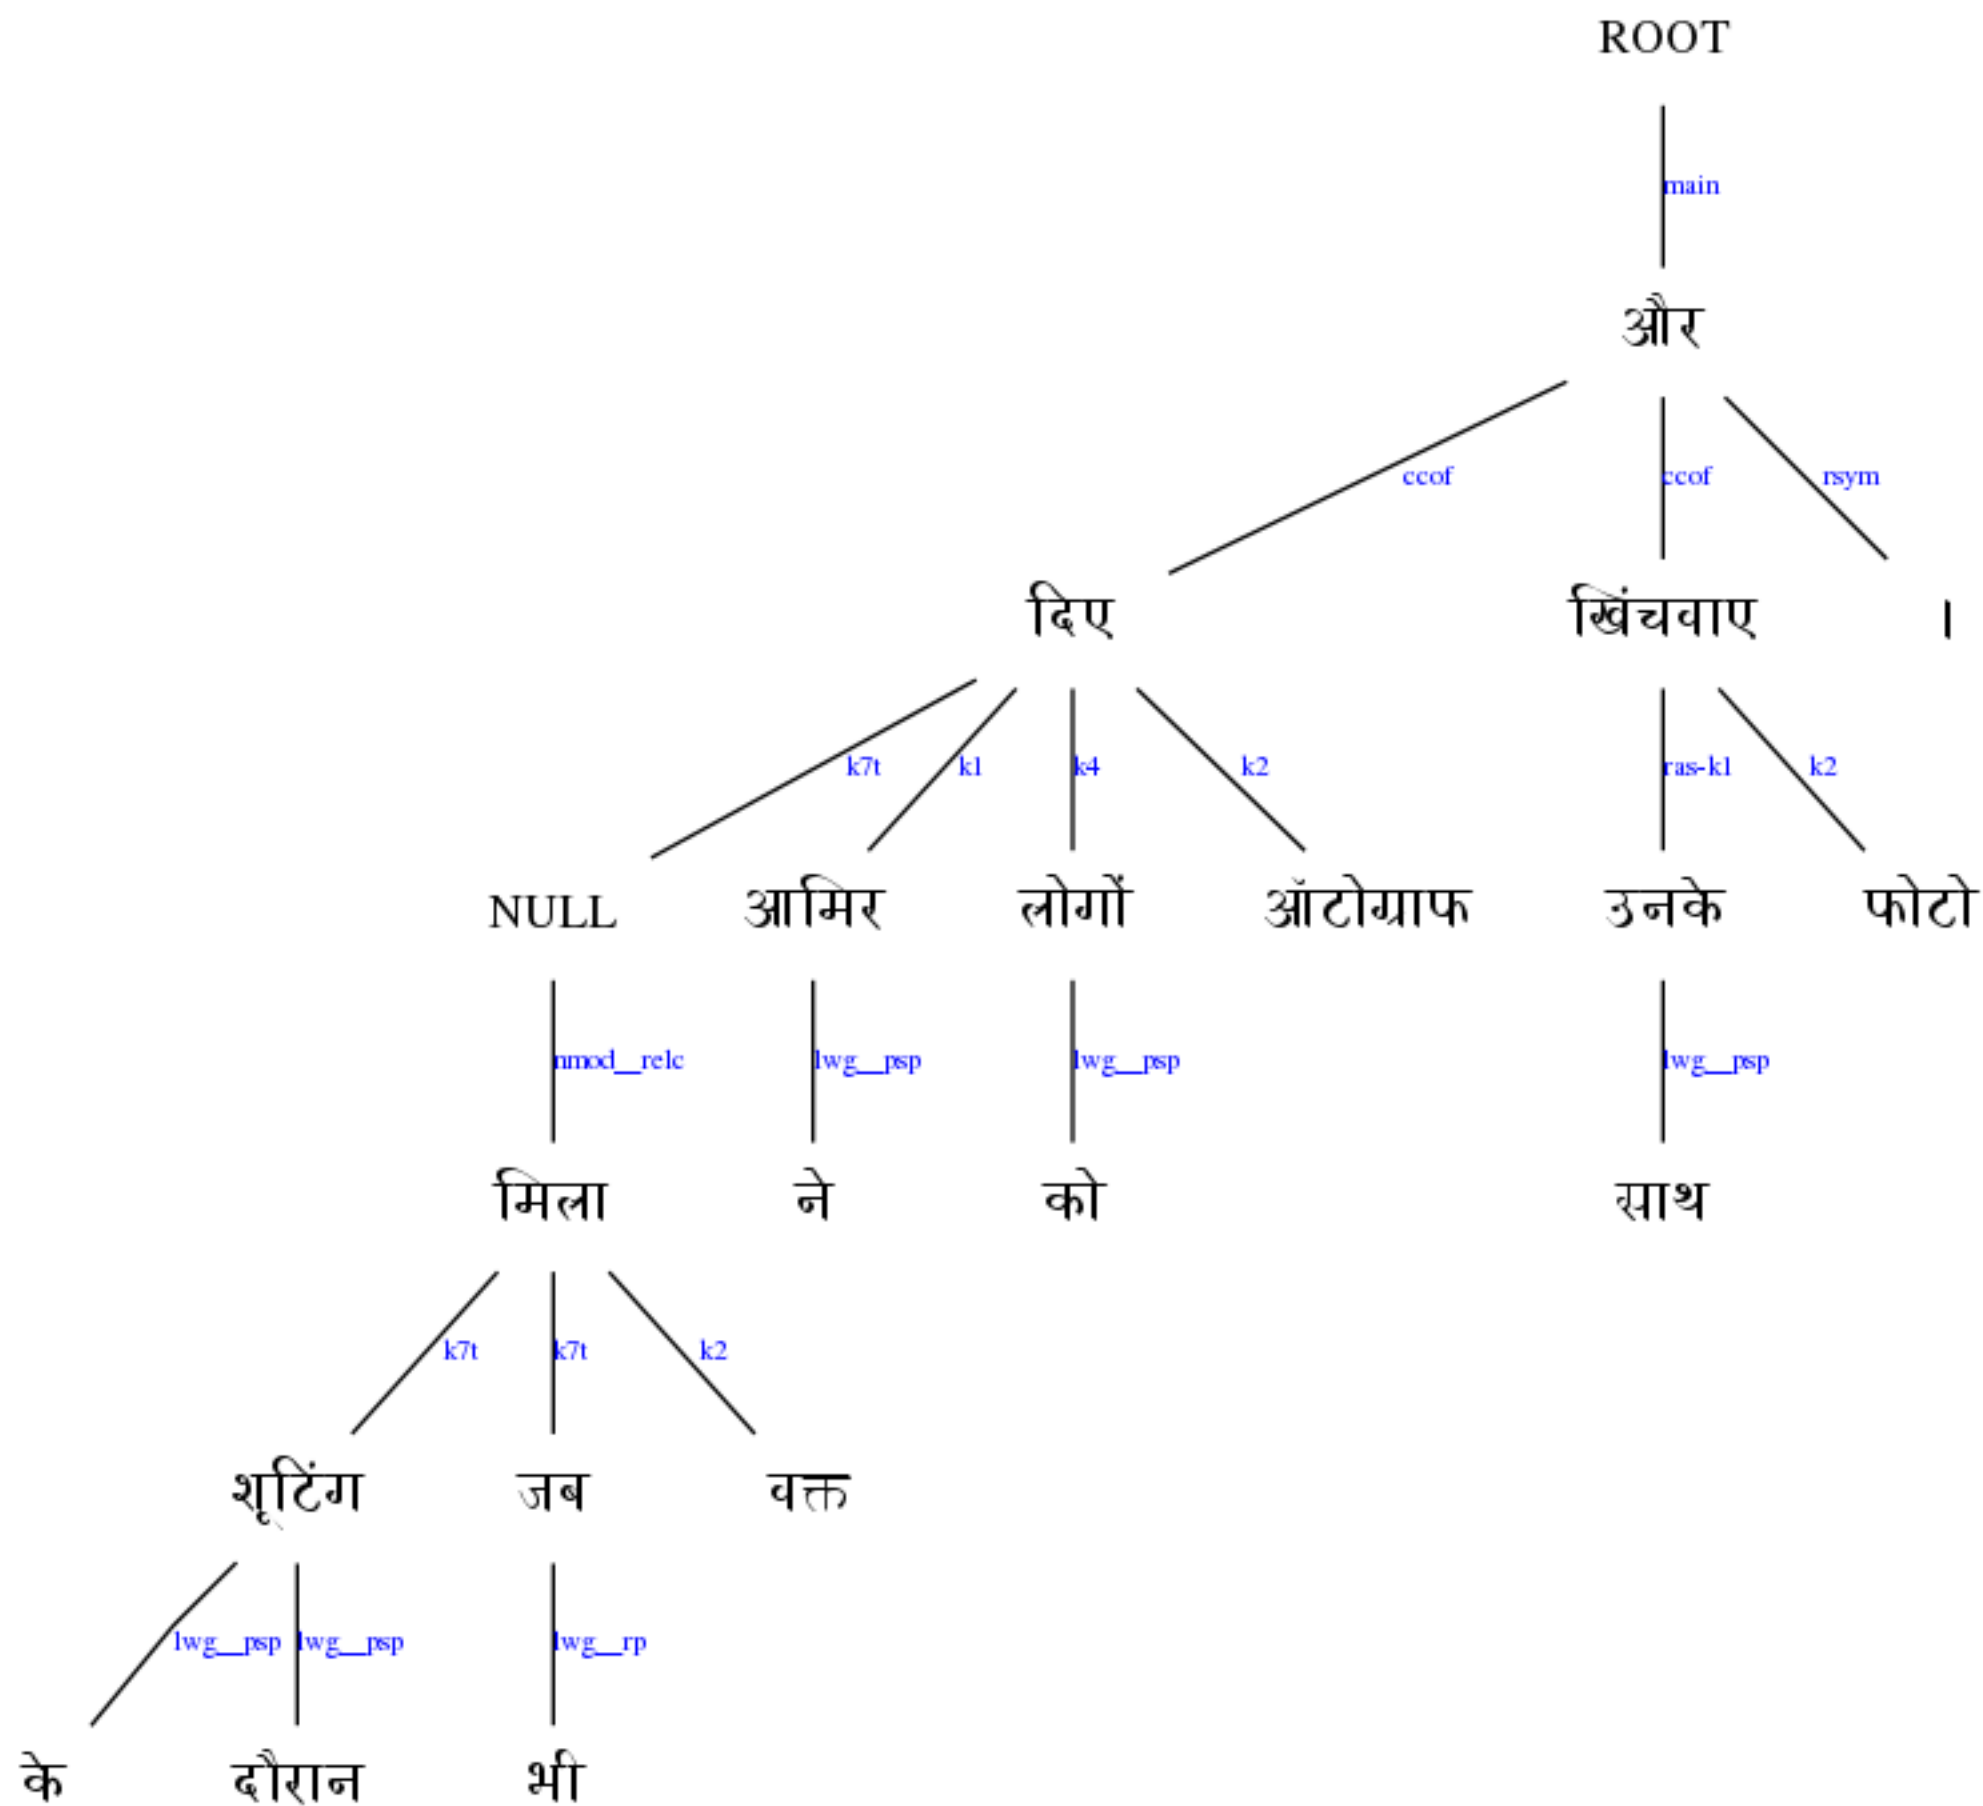 ROOT
main
और
ccof ccof rsym
दिए खिंचवाए ।
k7t k1 k4 k2 ras-k1 k2
NULL आमिर लोगों ऑटोग्राफ उनके फोटो
nmod__relc lwg__psp lwg__psp lwg__psp
मिला ने को साथ
k7t k7t k2
शूटिंग जब वक्त
lwg__psp lwg__psp lwg__rp
के दौरान भी